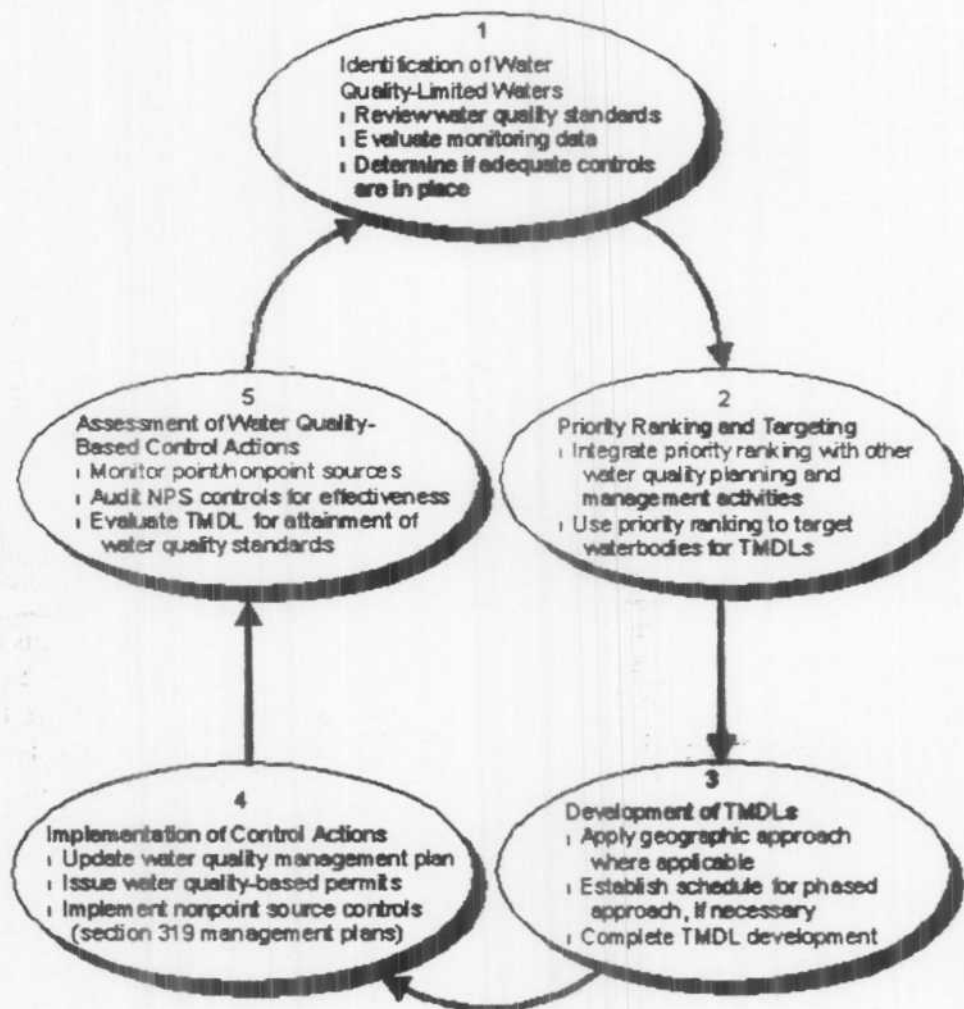 1
Identification of Water
Quality-Limited Waters
ı Review water quality standards
ı Evaluate monitoring data
ı Determine if adequate controls
are in place
2
Priority Ranking and Targeting
ı Integrate priority ranking with other
water quality planning and
management activities
ı Use priority ranking to target
waterbodies for TMDLs
3
Development of TMDLs
ı Apply geographic approach
where applicable
ı Establish schedule for phased
approach, if necessary
ı Complete TMDL development
4
Implementation of Control Actions
ı Update water quality management plan
ı Issue water quality-based permits
ı Implement nonpoint source controls
(section 319 management plans)
5
Assessment of Water Quality-
Based Control Actions
ı Monitor point/nonpoint sources
ı Audit NPS controls for effectiveness
ı Evaluate TMDL for attainment of
water quality standards